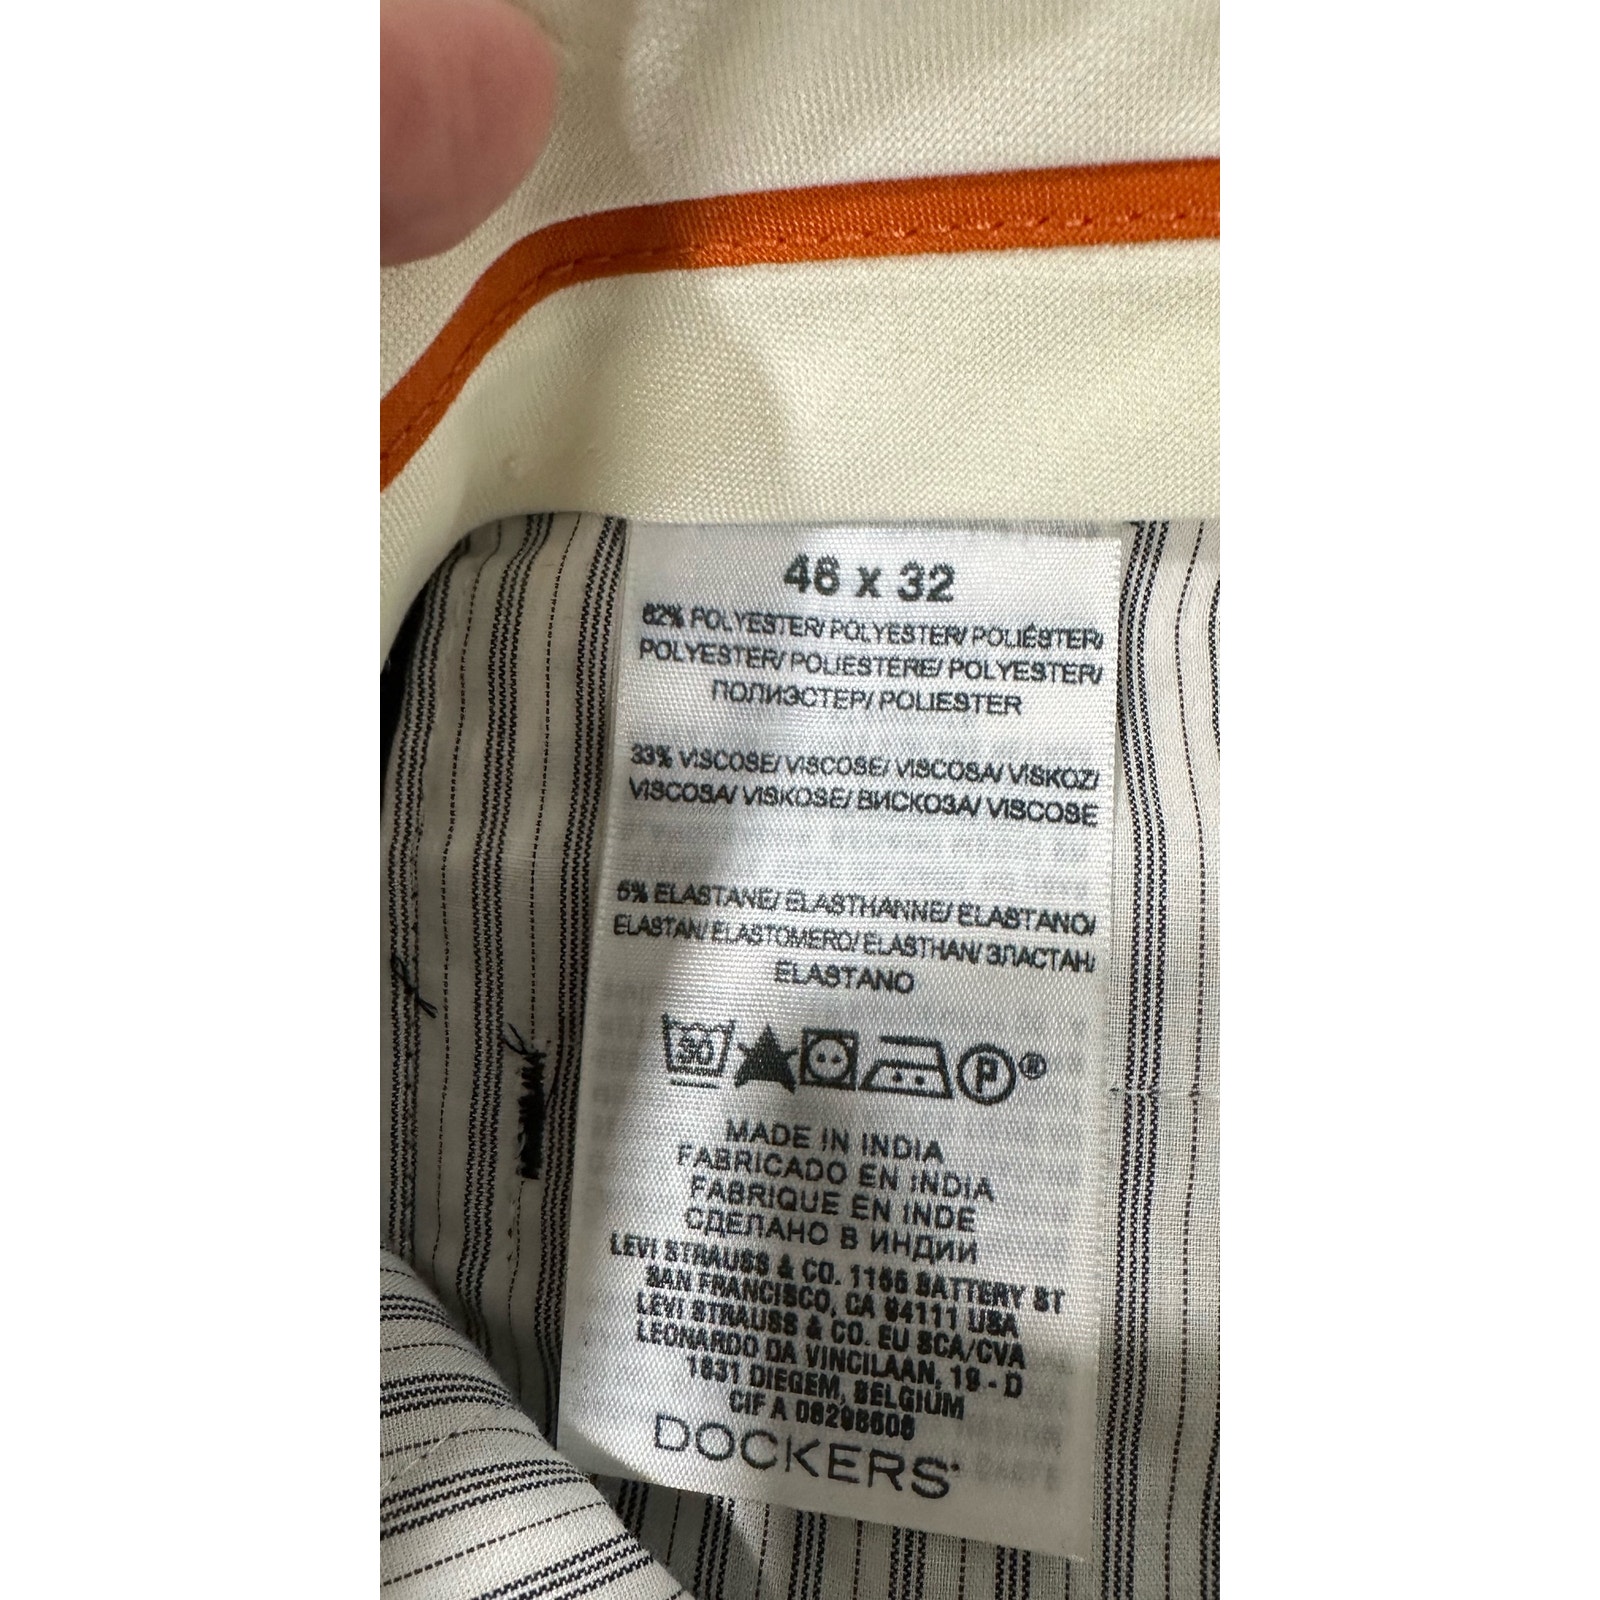 46 x 32
62% POLYESTER/ POLYESTER/ POLIÉSTER/
POLYESTER/ POLIESTERE/ POLYESTER/
ПОЛИЭСТЕР/ POLIESTER
33% VISCOSE/ VISCOSE/ VISCOSA/ VISKOZ/
VISCOSA/ VISKOSE/ ВИСКОЗА/ VISCOSE
5% ELASTANE/ ELASTHANNE/ ELASTANO/
ELASTAN/ ELASTOMERO/ ELASTHAN/ ЭЛАСТАН/
ELASTANO
30 P ®
MADE IN INDIA
FABRICADO EN INDIA
FABRIQUE EN INDE
СДЕЛАНО В ИНДИИ
LEVI STRAUSS & CO. 1155 BATTERY ST
SAN FRANCISCO, CA 94111 USA
LEVI STRAUSS & CO. EU SCA/CVA
LEONARDO DA VINCILAAN, 19 - D
1831 DIEGEM, BELGIUM
CIF A 08298606
DOCKERS®